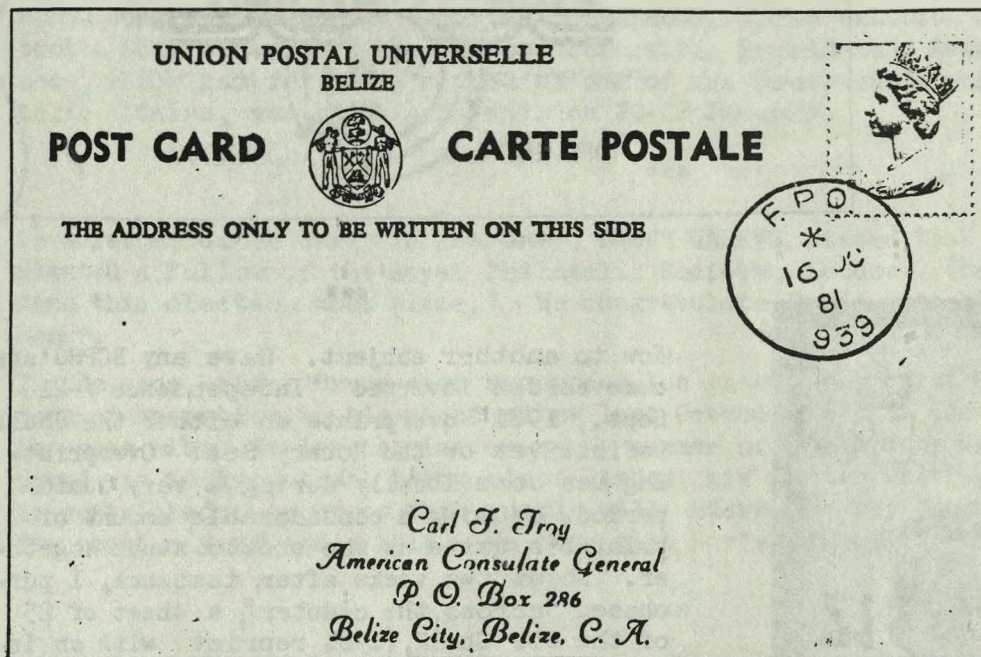 UNION POSTAL UNIVERSELLE
BELIZE
POST CARD CARTE POSTALE
THE ADDRESS ONLY TO BE WRITTEN ON THIS SIDE
F P O
*
16
81
939
Carl F. Troy
American Consulate General
P. O. Box 286
Belize City, Belize, C. A.